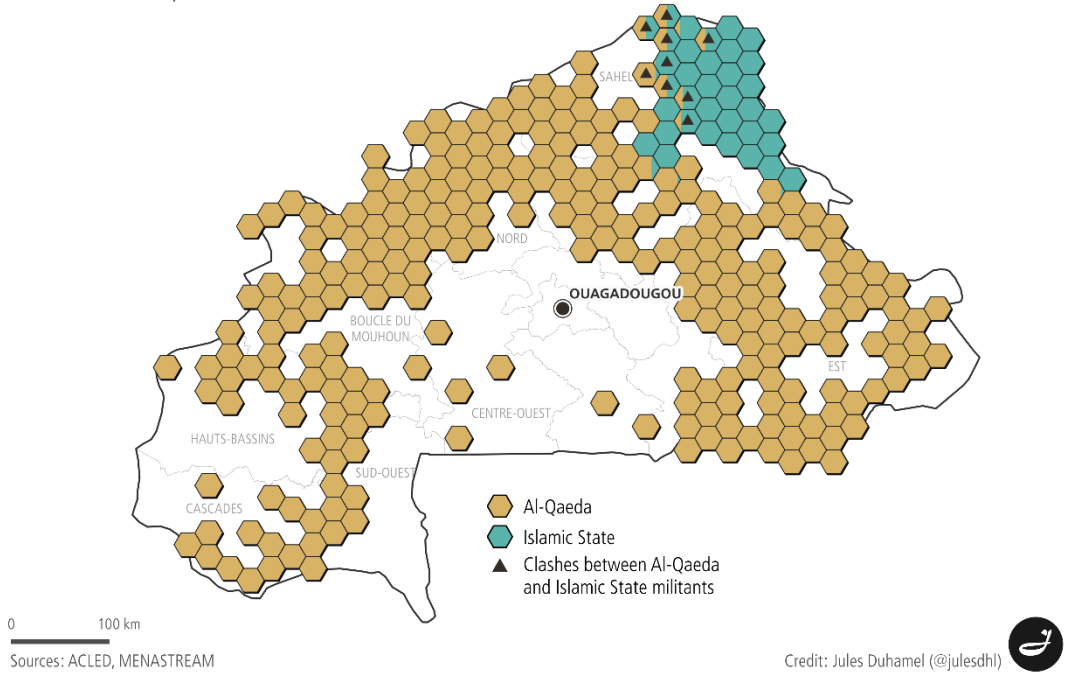 SAHEL
NORD
OUAGADOUGOU
BOUCLE DU
MOUHOUN
EST
CENTRE-OUEST
HAUTS-BASSINS
SUD-OUEST
CASCADES
Al-Qaeda
Islamic State
Clashes between Al-Qaeda
and Islamic State militants
0 100 km
Sources: ACLED, MENASTREAM
Credit: Jules Duhamel (@julesdhl)